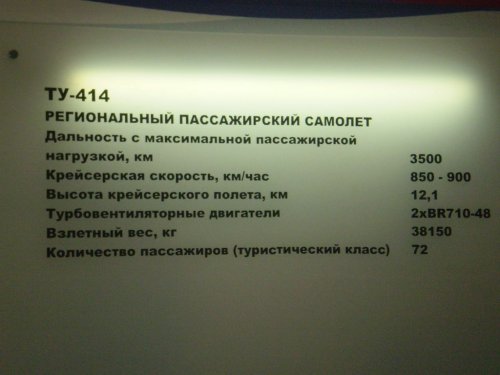 ТУ-414
РЕГИОНАЛЬНЫЙ ПАССАЖИРСКИЙ САМОЛЕТ
Дальность с максимальной пассажирской
нагрузкой, км 3500
Крейсерская скорость, км/час 850 - 900
Высота крейсерского полета, км 12,1
Турбовентиляторные двигатели 2xBR710-48
Взлетный вес, кг 38150
Количество пассажиров (туристический класс) 72